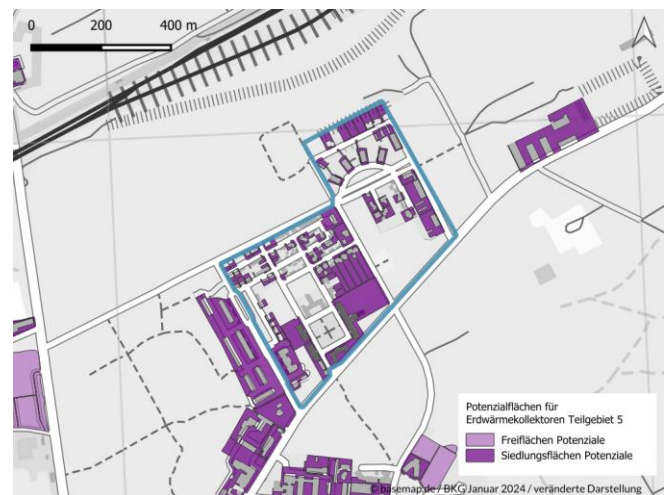 0 200 400 m
Potenzialflächen für
Erdwärmekollektoren Teilgebiet 5
Freiflächen Potenziale
Siedlungsflächen Potenziale
© basemap.de / BKG Januar 2024 / veränderte Darstellung